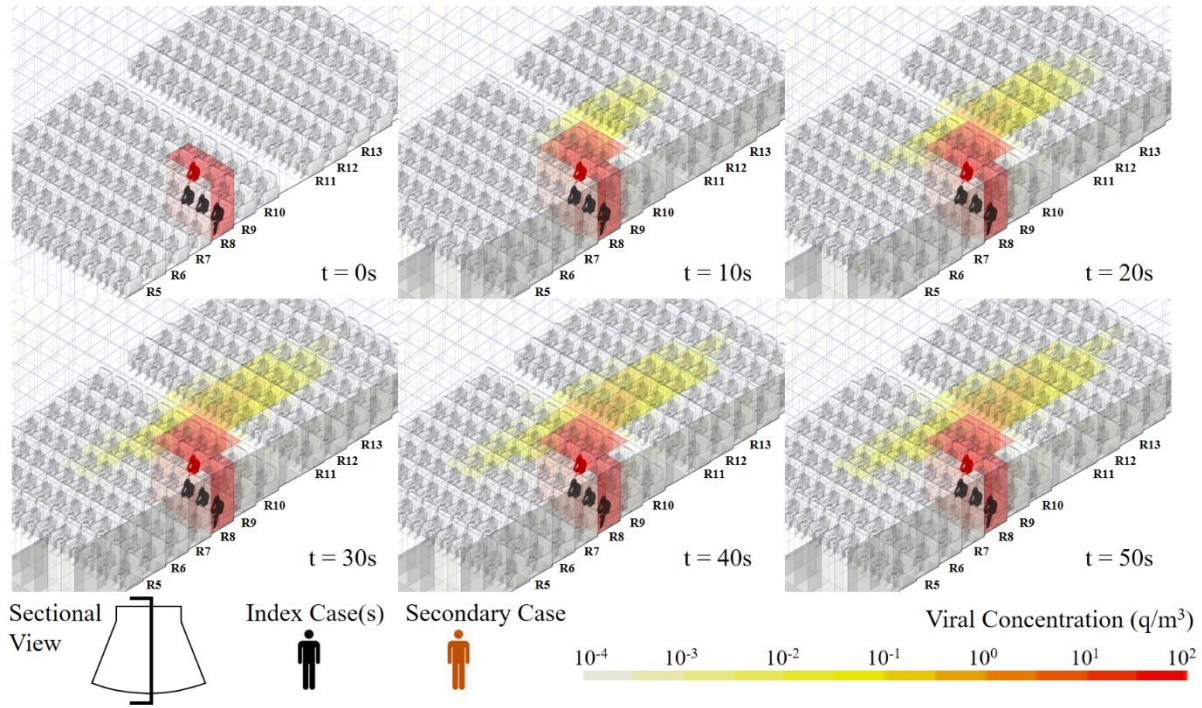 R13
R12
R11
R10
R9
R8
R7
R6
R5
t = 0s
R13
R12
R11
R10
R9
R8
R7
R6
R5
t = 10s
R13
R12
R11
R10
R9
R8
R7
R6
R5
t = 20s
R13
R12
R11
R10
R9
R8
R7
R6
R5
t = 30s
R13
R12
R11
R10
R9
R8
R7
R6
R5
t = 40s
R13
R12
R11
R10
R9
R8
R7
R6
R5
t = 50s
Sectional
View
Index Case(s)
Secondary Case
Viral Concentration (q/m³)
10⁻⁴ 10⁻³ 10⁻² 10⁻¹ 10⁰ 10¹ 10²